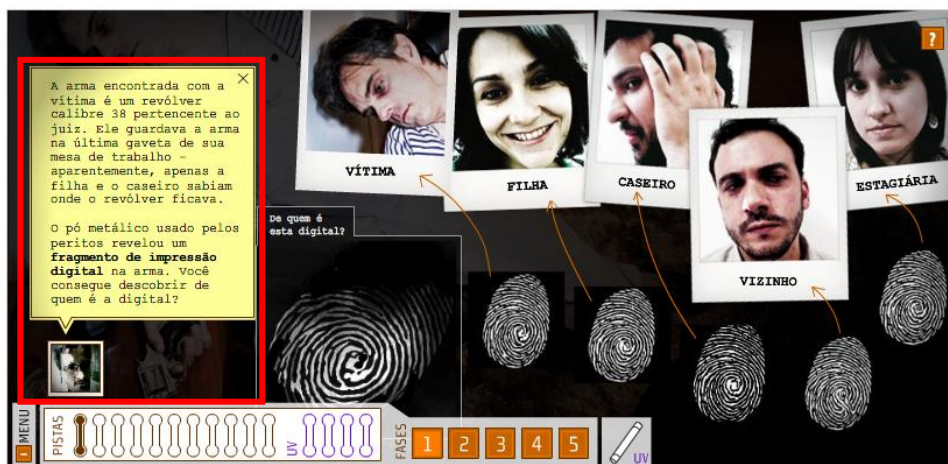 A arma encontrada com a
vítima é um revólver
calibre 38 pertencente ao
juiz. Ele guardava a arma
na última gaveta de sua
mesa de trabalho –
aparentemente, apenas a
filha e o caseiro sabiam
onde o revólver ficava.
O pó metálico usado pelos
peritos revelou um
fragmento de impressão
digital na arma. Você
consegue descobrir de
quem é a digital?
De quem é
esta digital?
VÍTIMA
FILHA
CASEIRO
VIZINHO
ESTAGIÁRIA
?
MENU
PISTAS
UV
FASES
1 2 3 4 5
UV